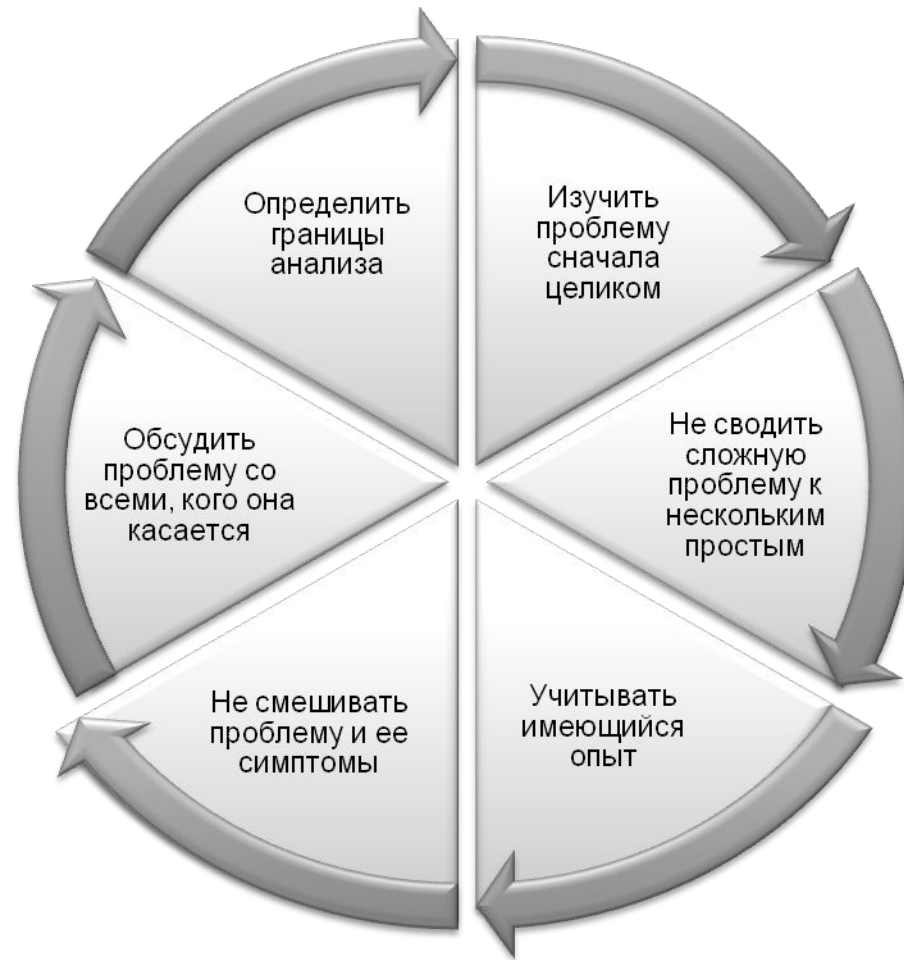 Изучить
проблему
сначала
целиком
Не сводить
сложную
проблему к
нескольким
простым
Учитывать
имеющийся
опыт
Не смешивать
проблему и ее
симптомы
Обсудить
проблему со
всеми, кого она
касается
Определить
границы
анализа